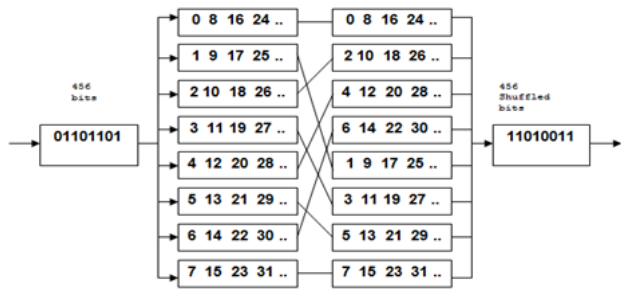 456
bits
01101101
0 8 16 24 ..
1 9 17 25 ..
2 10 18 26 ..
3 11 19 27 ..
4 12 20 28 ..
5 13 21 29 ..
6 14 22 30 ..
7 15 23 31 ..
0 8 16 24 ..
2 10 18 26 ..
4 12 20 28 ..
6 14 22 30 ..
1 9 17 25 ..
3 11 19 27 ..
5 13 21 29 ..
7 15 23 31 ..
456
Shuffled
bits
11010011